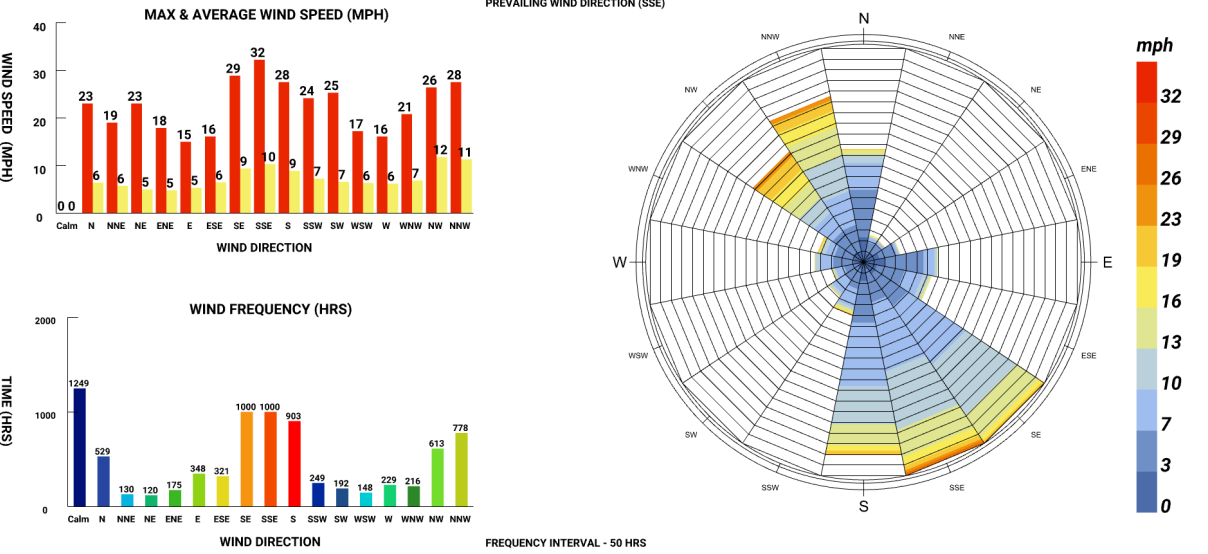 PREVAILING WIND DIRECTION (SSE)
MAX & AVERAGE WIND SPEED (MPH)
WIND SPEED (MPH)
40
30
20
10
0
0 0
23 6
19 6
23 5
18 5
15 5
16 6
29 9
32 10
28 9
24 7
25 7
17 6
16 6
21 7
26 12
28 11
Calm N NNE NE ENE E ESE SE SSE S SSW SW WSW W WNW NW NNW
WIND DIRECTION
WIND FREQUENCY (HRS)
TIME (HRS)
2000
1000
0
1249 529 130 120 175 348 321 1000 1000 903 249 192 148 229 216 613 778
Calm N NNE NE ENE E ESE SE SSE S SSW SW WSW W WNW NW NNW
WIND DIRECTION
FREQUENCY INTERVAL - 50 HRS
N
NNE
NE
ENE
E
ESE
SE
SSE
S
SSW
SW
WSW
W
WNW
NW
NNW
mph
32
29
26
23
19
16
13
10
7
3
0